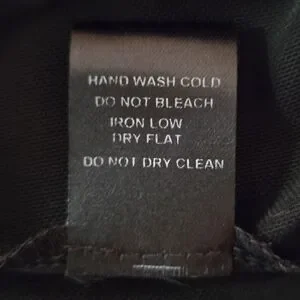 HAND WASH COLD
DO NOT BLEACH
IRON LOW
DRY FLAT
DO NOT DRY CLEAN